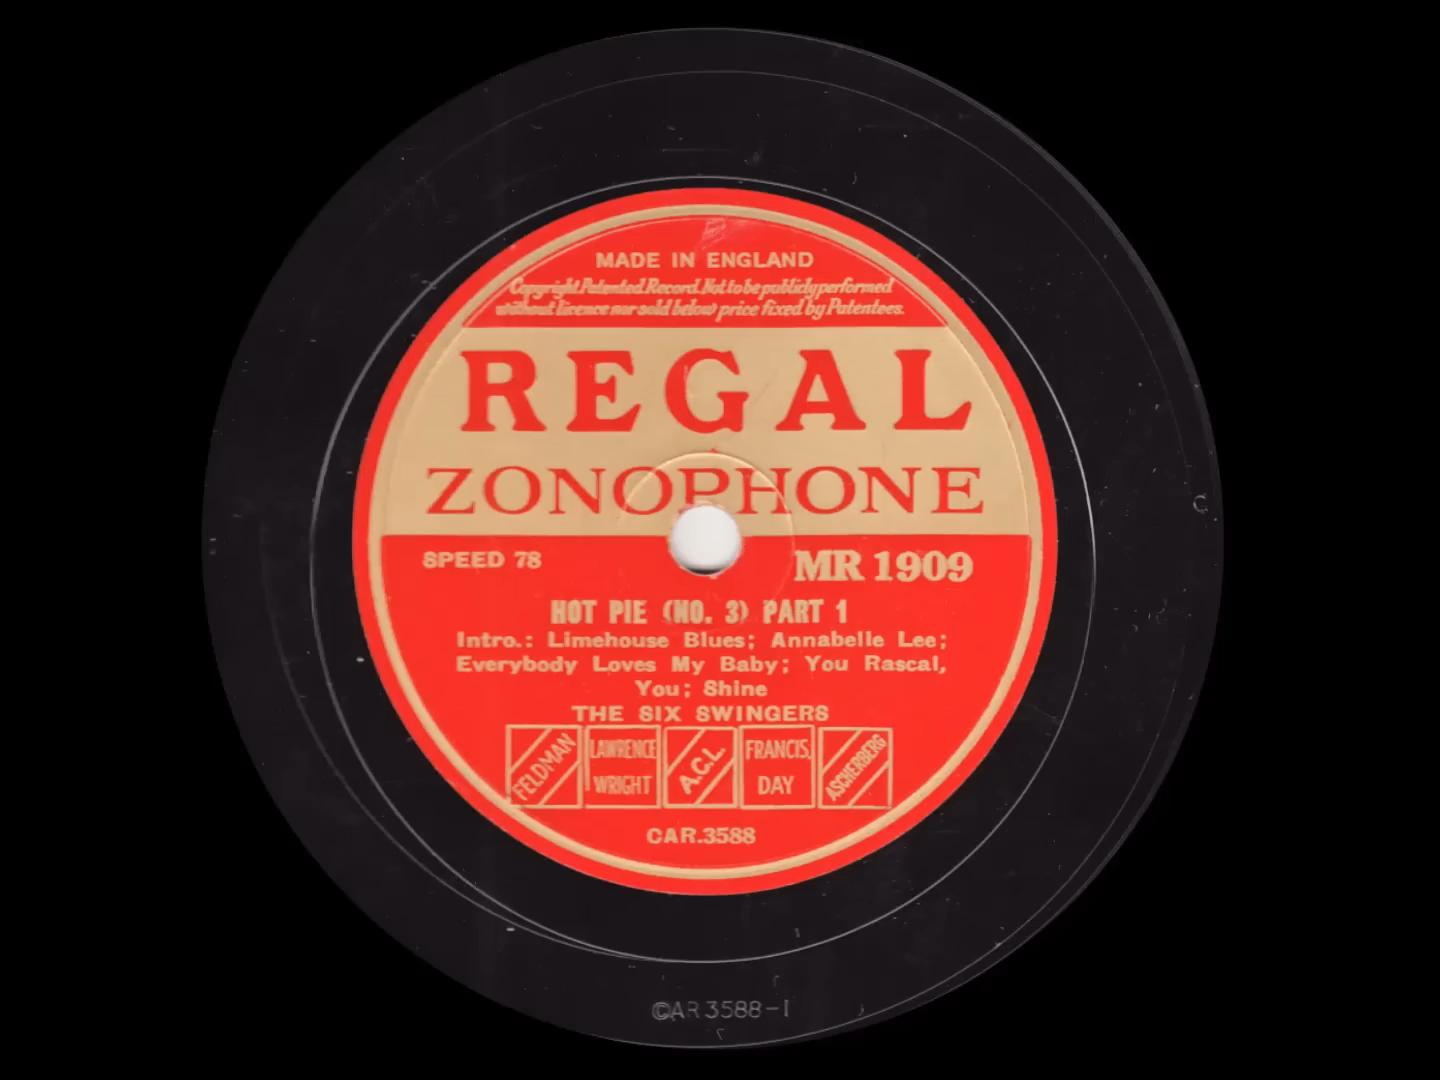 MADE IN ENGLAND
Copyright Patented Record. Not to be publicly performed
without licence nor sold below price fixed by Patentees.
REGAL
ZONOPHONE
SPEED 78
MR 1909
HOT PIE (NO. 3) PART 1
Intro.: Limehouse Blues; Annabelle Lee;
Everybody Loves My Baby; You Rascal,
You; Shine
THE SIX SWINGERS
FELDMAN
LAWRENCE
WRIGHT
A.C.L.
FRANCIS,
DAY
ASCHERBERG
CAR.3588
CAR 3588-1